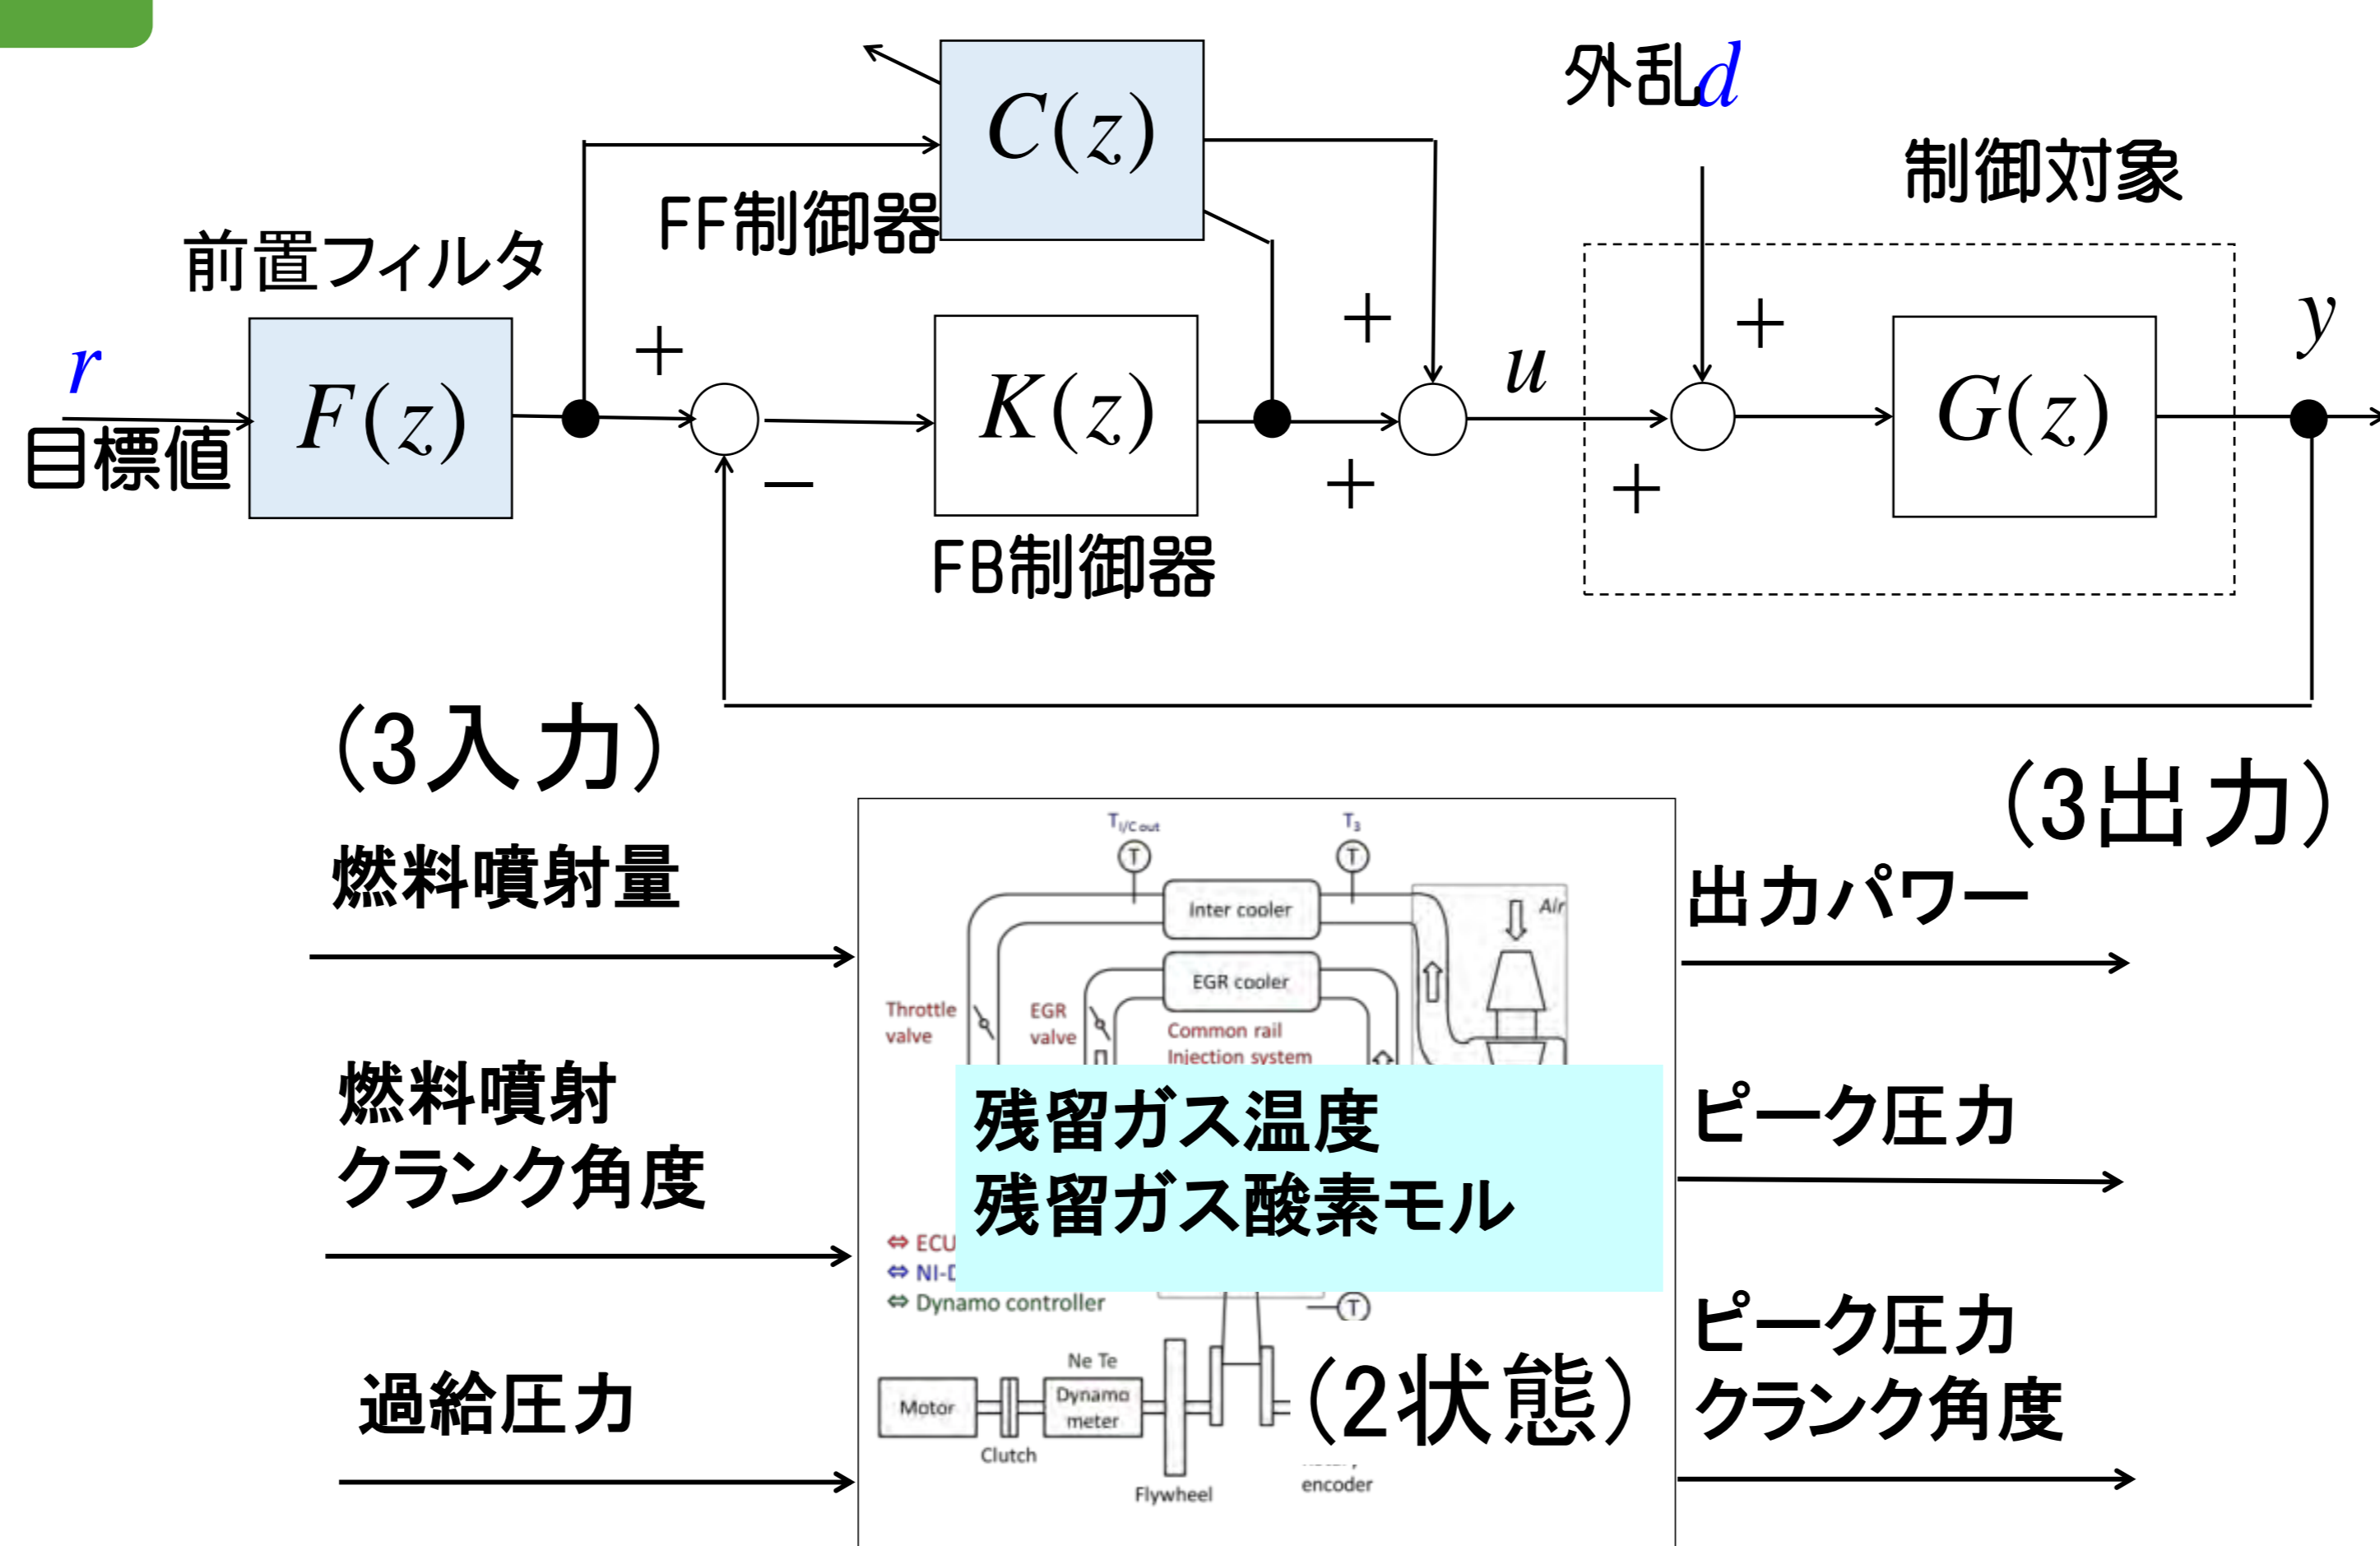 C(z)
外乱d
制御対象
FF制御器
前置フィルタ
r
F(z)
目標値
+
−
K(z)
FB制御器
+
+
u
+
+
G(z)
y
(3入力)
(3出力)
燃料噴射量
燃料噴射
クランク角度
過給圧力
T I/C out
T
T3
T
Inter cooler
Air
EGR cooler
Throttle
valve
EGR
valve
Common rail
Injection system
残留ガス温度
残留ガス酸素モル
⇔ ECU
⇔ NI-D
⇔ Dynamo controller
T
Ne Te
Motor
Dynamo
meter
Clutch
Flywheel
encoder
(2状態)
出力パワー
ピーク圧力
ピーク圧力
クランク角度